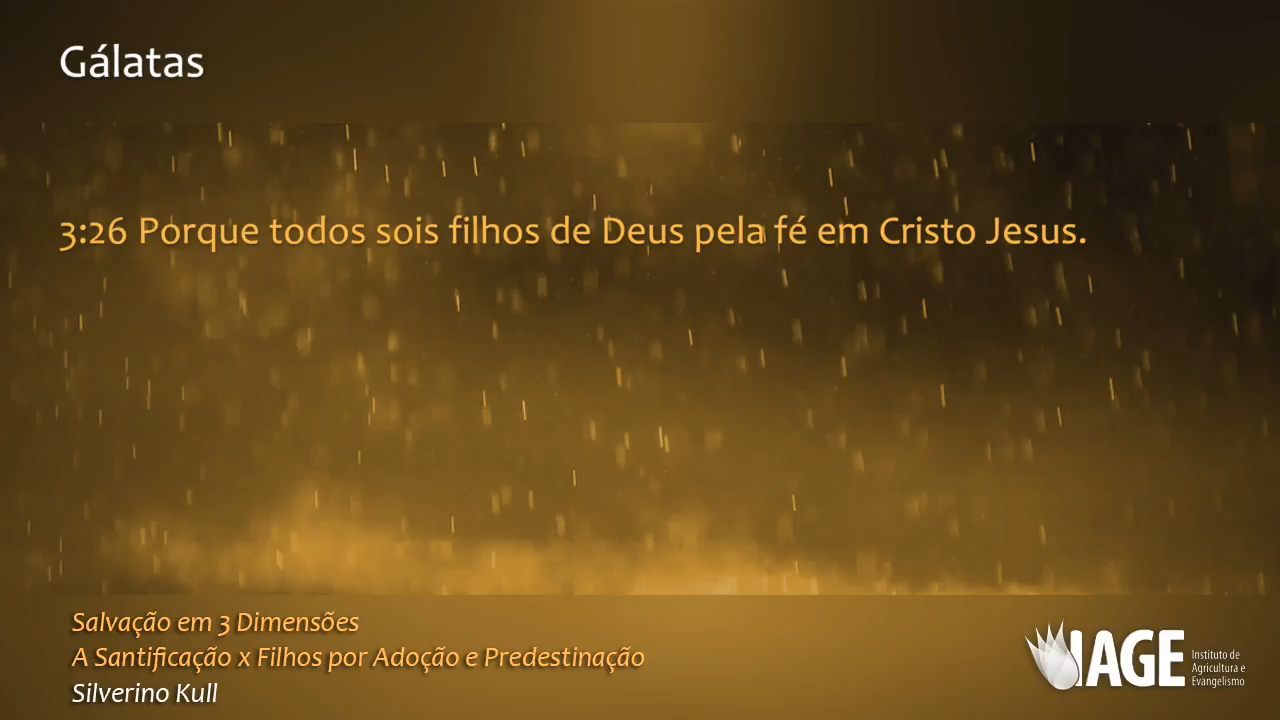 Gálatas
3:26 Porque todos sois filhos de Deus pela fé em Cristo Jesus.
Salvação em 3 Dimensões
A Santificação x Filhos por Adoção e Predestinação
Silverino Kull
IAGE
Instituto de
Agricultura e
Evangelismo